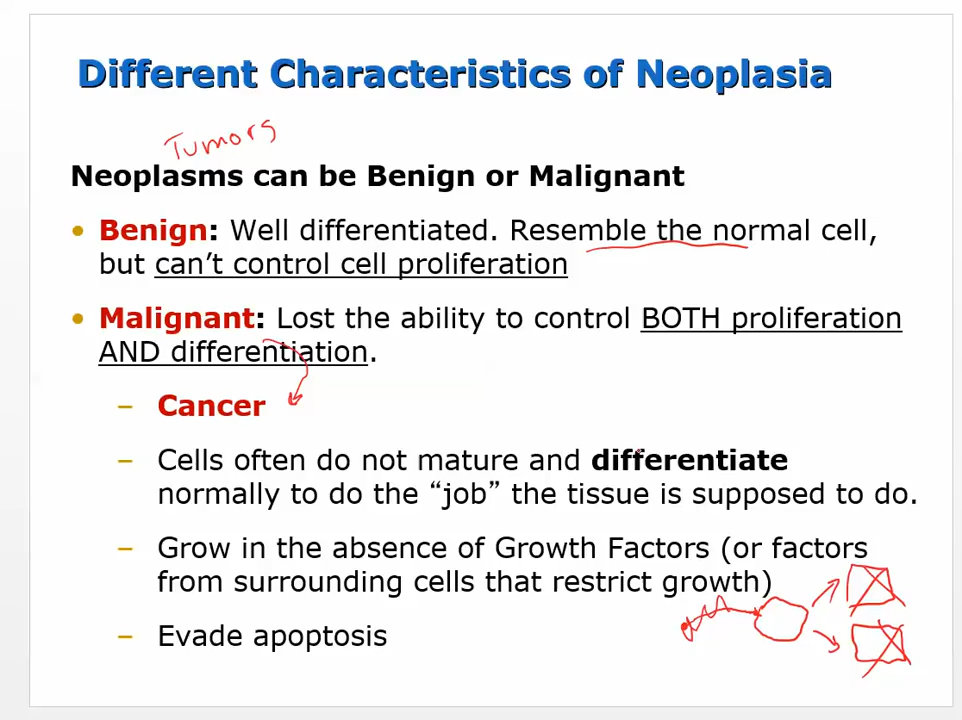 Different Characteristics of Neoplasia
Tumors
Neoplasms can be Benign or Malignant
• Benign: Well differentiated. Resemble the normal cell,
but can’t control cell proliferation
• Malignant: Lost the ability to control BOTH proliferation
AND differentiation.
– Cancer
– Cells often do not mature and differentiate
normally to do the “job” the tissue is supposed to do.
– Grow in the absence of Growth Factors (or factors
from surrounding cells that restrict growth)
– Evade apoptosis